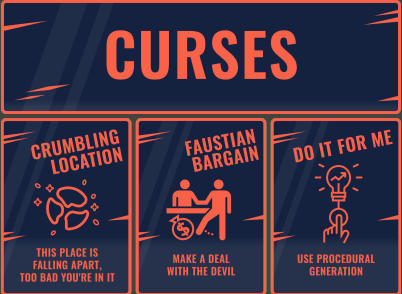 CURSES
CRUMBLING
LOCATION
THIS PLACE IS
FALLING APART,
TOO BAD YOU'RE IN IT
FAUSTIAN
BARGAIN
$
MAKE A DEAL
WITH THE DEVIL
DO IT FOR ME
USE PROCEDURAL
GENERATION